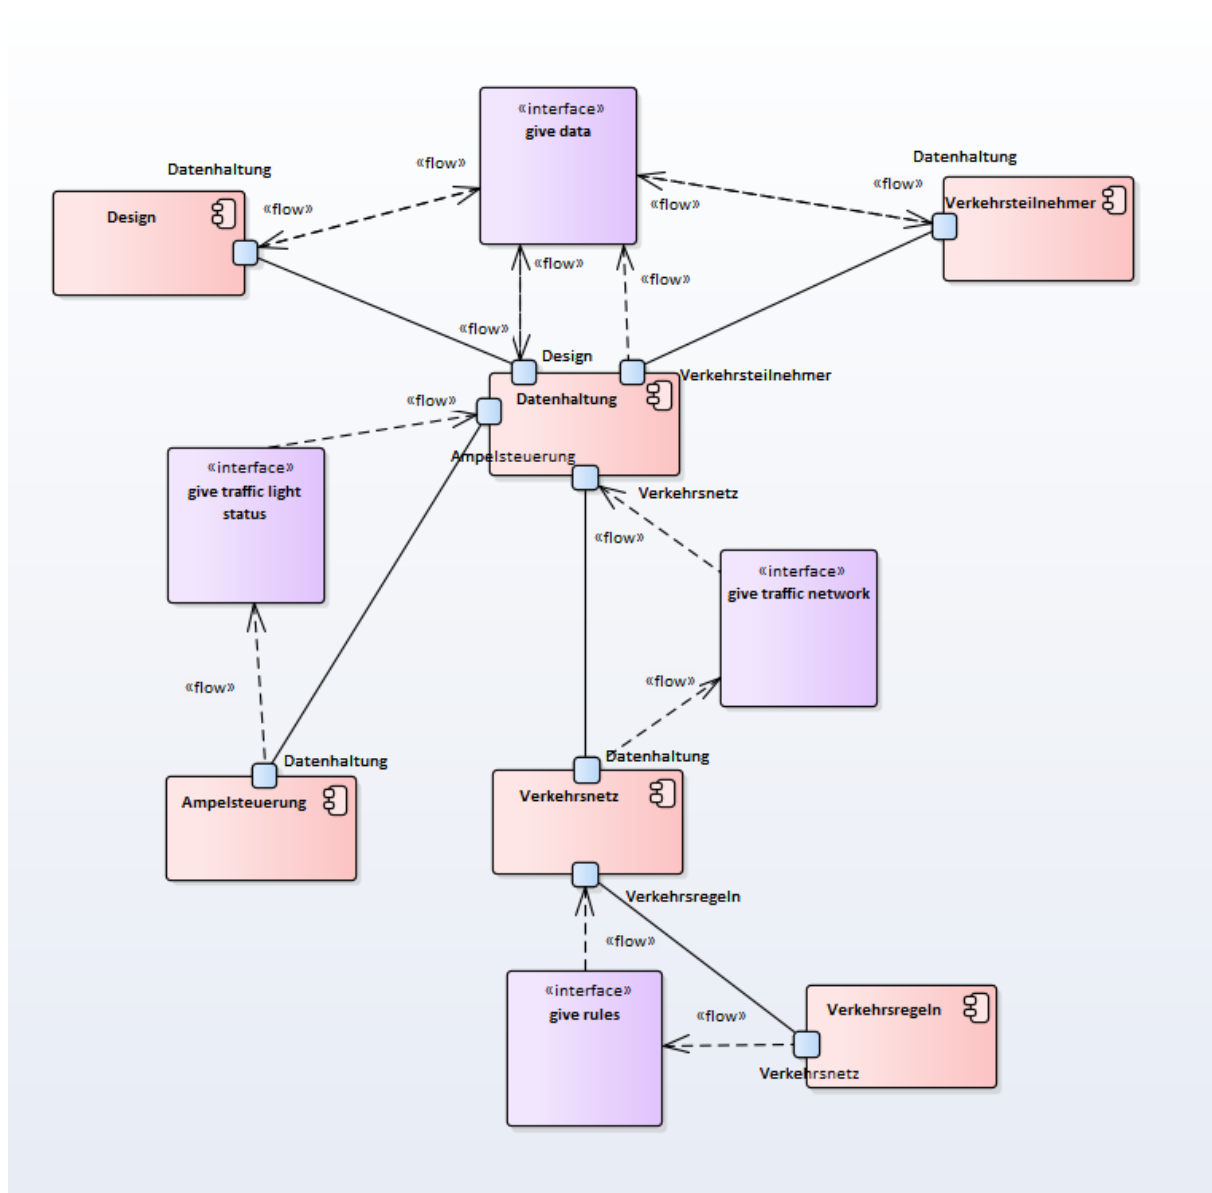 «interface»
give data
«flow»
Datenhaltung
Datenhaltung
«flow»
Design
«flow»
«flow»
Verkehrsteilnehmer
«flow»
«flow»
«flow»
Design
Verkehrsteilnehmer
«flow»
Datenhaltung
Ampelsteuerung
«interface»
give traffic light
status
Verkehrsnetz
«flow»
«interface»
give traffic network
«flow»
«flow»
Datenhaltung
Datenhaltung
Ampelsteuerung
Verkehrsnetz
Verkehrsregeln
«flow»
«interface»
give rules
«flow»
Verkehrsregeln
Verkehrsnetz